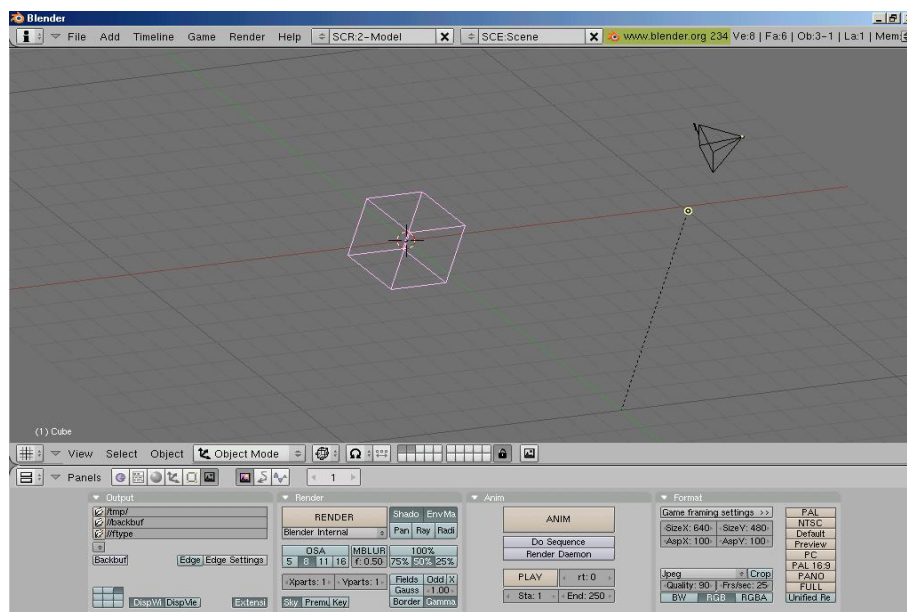 Blender
File Add Timeline Game Render Help SCR:2-Model X SCE:Scene X www.blender.org 234 Ve:8 | Fa:6 | Ob:3-1 | La:1 | Mem:
(1) Cube
View Select Object Object Mode
Panels 1
Output
/tmp/
//backbuf
//ftype
Backbuf Edge Edge Settings
DispWi DispVie Extensi
Render
RENDER
Blender Internal
Shado EnvMa
Pan Ray Radi
OSA MBLUR 100%
5 8 11 16 f: 0.50 75% 50% 25%
Xparts: 1 Yparts: 1 Fields Odd X
Gauss 1.00
Sky Premu Key Border Gamma
Anim
ANIM
Do Sequence
Render Daemon
PLAY rt: 0
Sta: 1 End: 250
Format
Game framing settings >>
SizeX: 640 SizeY: 480
AspX: 100 AspY: 100
Jpeg Crop
Quality: 90 Frs/sec: 25
BW RGB RGBA
PAL
NTSC
Default
Preview
PC
PAL 16:9
PANO
FULL
Unified Re